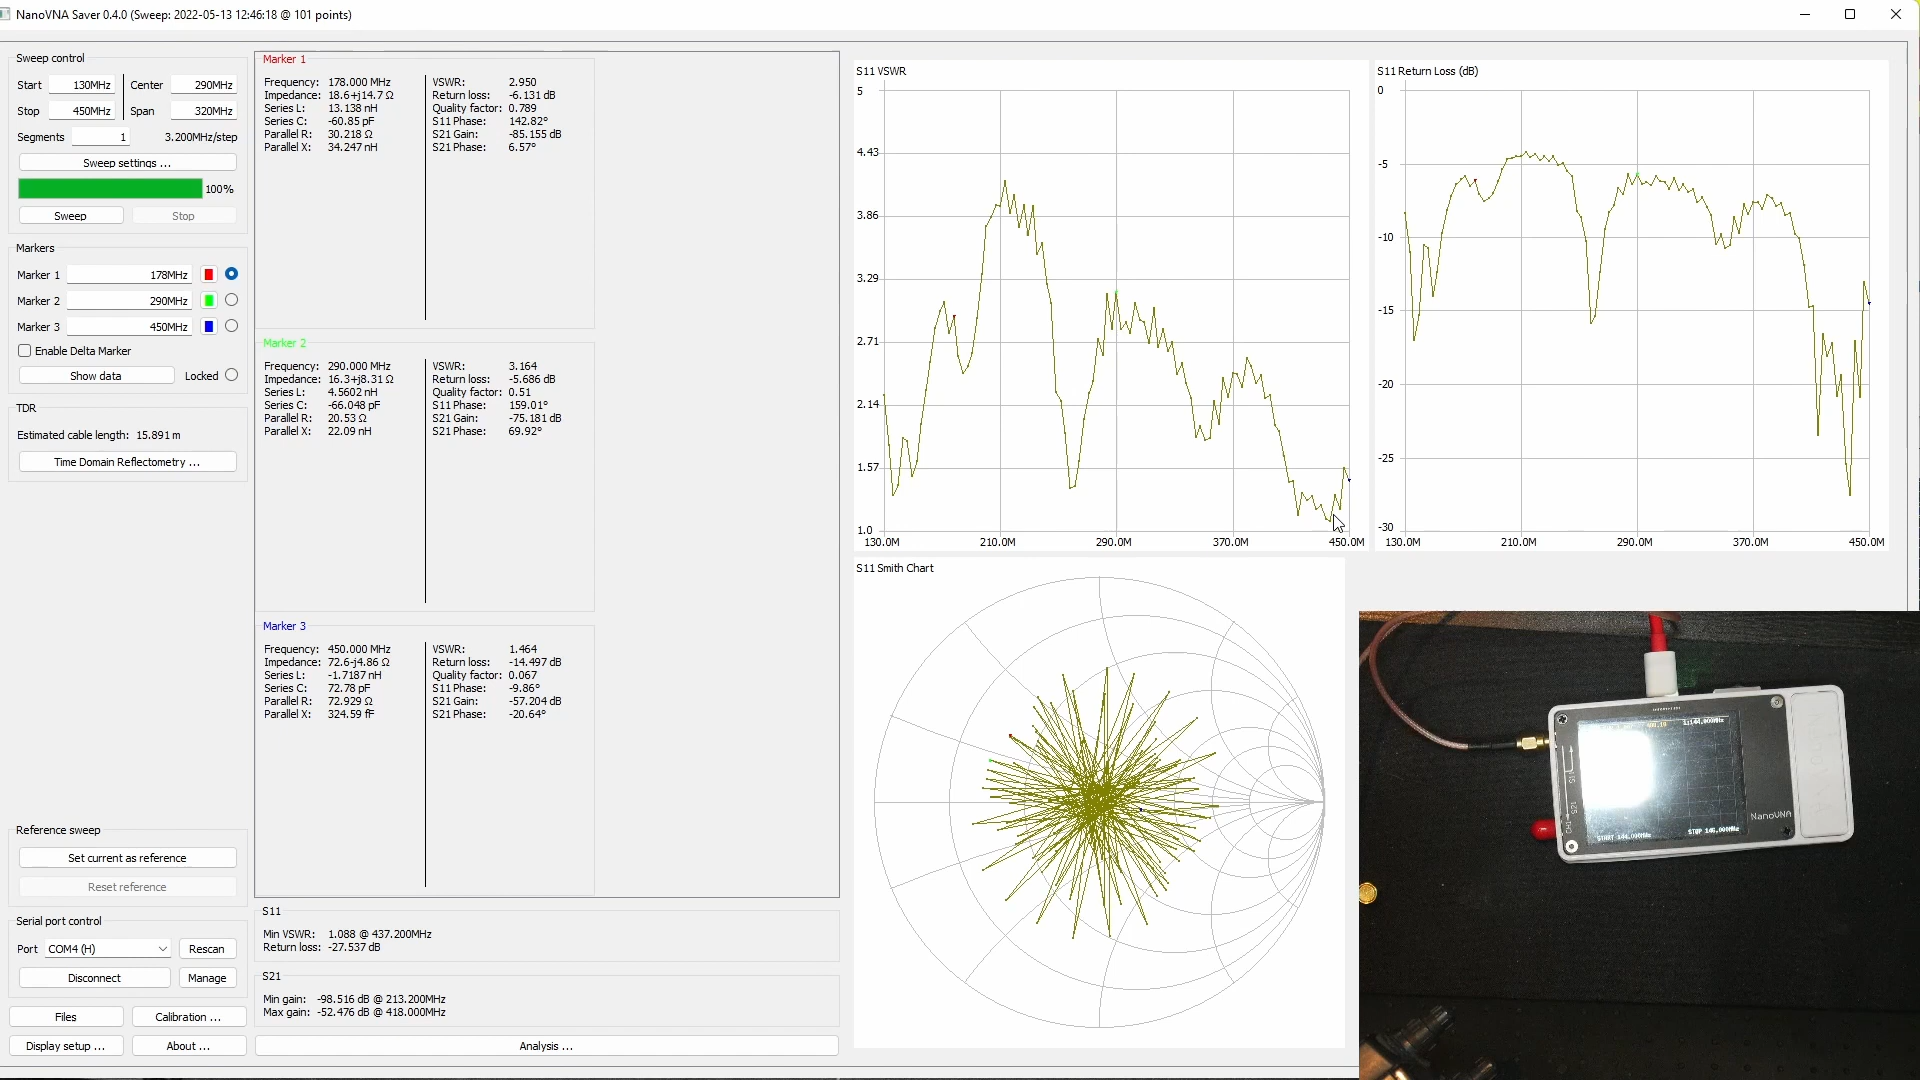 NanoVNA Saver 0.4.0 (Sweep: 2022-05-13 12:46:18 @ 101 points)
Sweep control
Start 130MHz Center 290MHz
Stop 450MHz Span 320MHz
Segments 1 3.200MHz/step
Sweep settings ...
100%
Sweep Stop
Markers
Marker 1 178MHz
Marker 2 290MHz
Marker 3 450MHz
Enable Delta Marker
Show data Locked
TDR
Estimated cable length: 15.891 m
Time Domain Reflectometry ...
Reference sweep
Set current as reference
Reset reference
Serial port control
Port COM4 (H) Rescan
Disconnect Manage
Files Calibration ...
Display setup ... About ...
Marker 1
Frequency: 178.000 MHz
Impedance: 18.6+j14.7 Ω
Series L: 13.138 nH
Series C: -60.85 pF
Parallel R: 30.218 Ω
Parallel X: 34.247 nH
VSWR: 2.950
Return loss: -6.131 dB
Quality factor: 0.789
S11 Phase: 142.82°
S21 Gain: -85.155 dB
S21 Phase: 6.57°
Marker 2
Frequency: 290.000 MHz
Impedance: 16.3+j8.31 Ω
Series L: 4.5602 nH
Series C: -66.048 pF
Parallel R: 20.53 Ω
Parallel X: 22.09 nH
VSWR: 3.164
Return loss: -5.686 dB
Quality factor: 0.51
S11 Phase: 159.01°
S21 Gain: -75.181 dB
S21 Phase: 69.92°
Marker 3
Frequency: 450.000 MHz
Impedance: 72.6-j4.86 Ω
Series L: -1.7187 nH
Series C: 72.78 pF
Parallel R: 72.929 Ω
Parallel X: 324.59 fF
VSWR: 1.464
Return loss: -14.497 dB
Quality factor: 0.067
S11 Phase: -9.86°
S21 Gain: -57.204 dB
S21 Phase: -20.64°
S11
Min VSWR: 1.088 @ 437.200MHz
Return loss: -27.537 dB
S21
Min gain: -98.516 dB @ 213.200MHz
Max gain: -52.476 dB @ 418.000MHz
Analysis ...
S11 VSWR
5
4.43
3.86
3.29
2.71
2.14
1.57
1.0
130.0M 210.0M 290.0M 370.0M 450.0M
S11 Return Loss (dB)
0
-5
-10
-15
-20
-25
-30
130.0M 210.0M 290.0M 370.0M 450.0M
S11 Smith Chart
1:144.000MHz
S11
S21
CH1
START 144.000MHz STOP 146.000MHz
NanoVNA